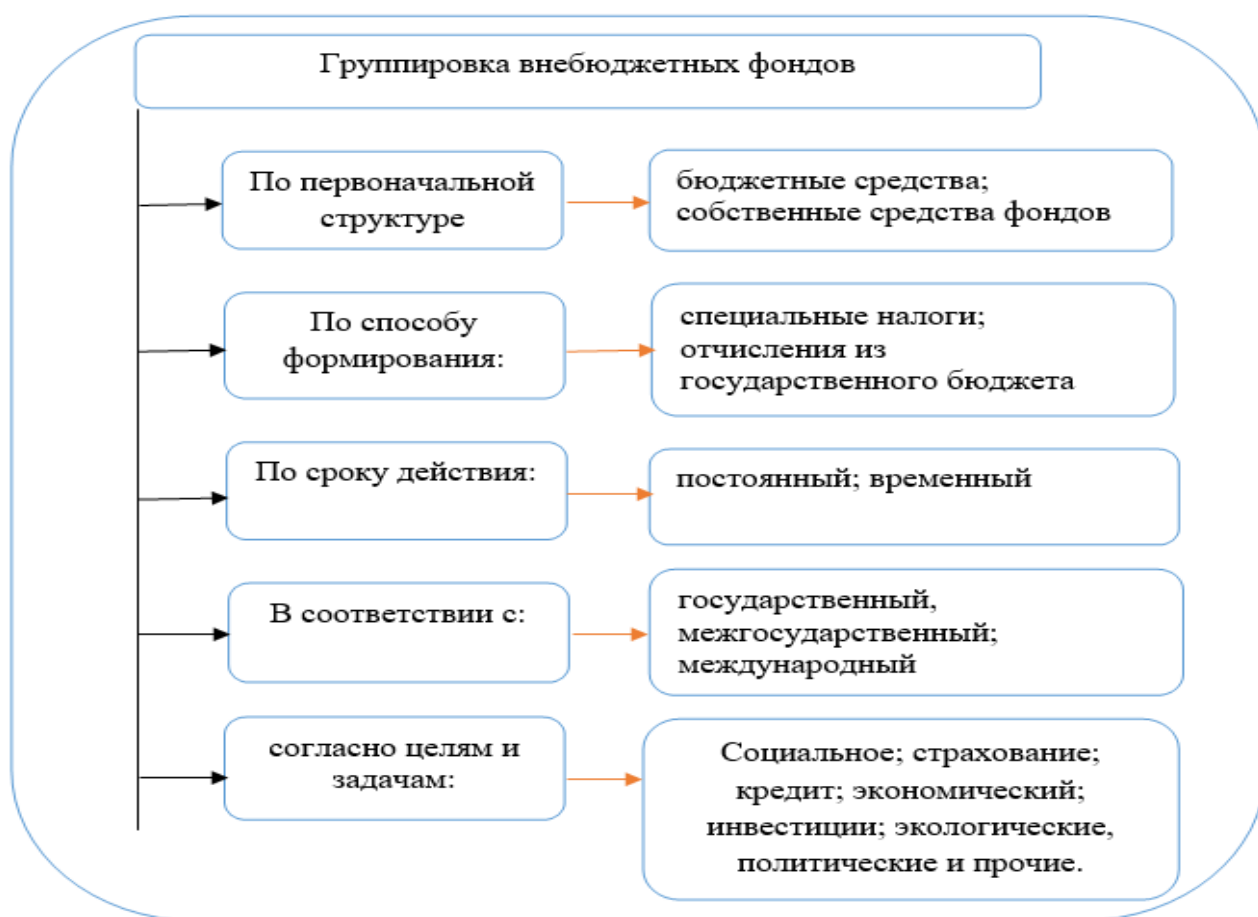 Группировка внебюджетных фондов
По первоначальной
структуре
бюджетные средства;
собственные средства фондов
По способу
формирования:
специальные налоги;
отчисления из
государственного бюджета
По сроку действия:
постоянный; временный
В соответствии с:
государственный,
межгосударственный;
международный
согласно целям и
задачам:
Социальное; страхование;
кредит; экономический;
инвестиции; экологические,
политические и прочие.